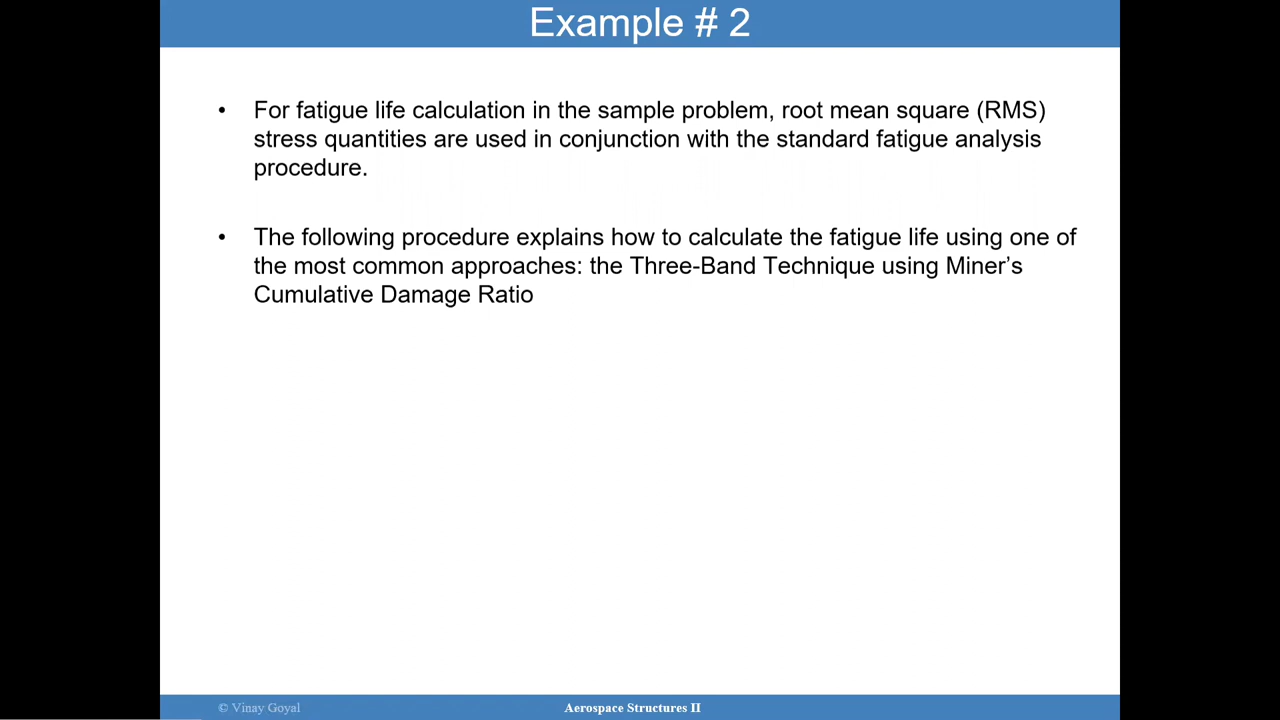 Example # 2
• For fatigue life calculation in the sample problem, root mean square (RMS)
stress quantities are used in conjunction with the standard fatigue analysis
procedure.
• The following procedure explains how to calculate the fatigue life using one of
the most common approaches: the Three-Band Technique using Miner’s
Cumulative Damage Ratio
© Vinay Goyal
Aerospace Structures II